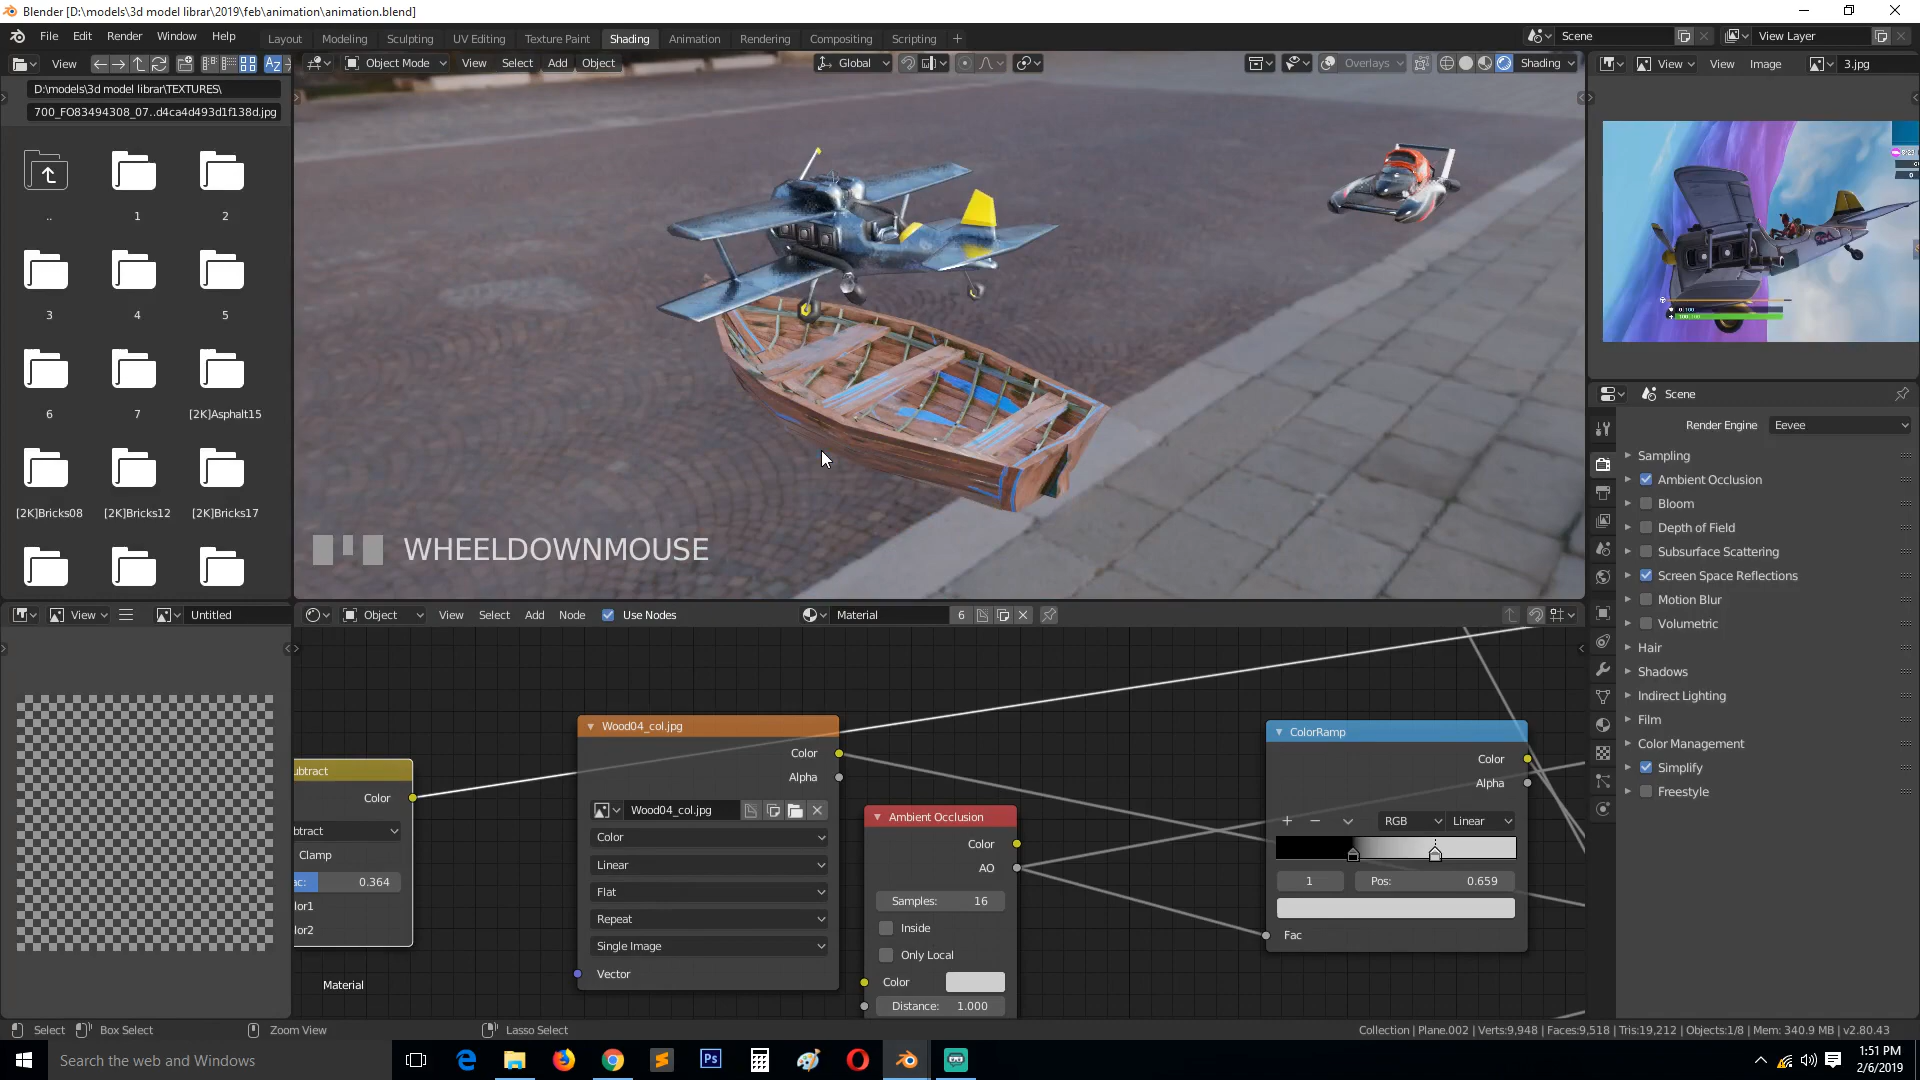 Blender [D:\models\3d model librar\2019\feb\animation\animation.blend]
File Edit Render Window Help
Layout Modeling Sculpting UV Editing Texture Paint Shading Animation Rendering Compositing Scripting +
Scene
View Layer
View
D:\models\3d model librar\TEXTURES\
700_FO83494308_07..d4ca4d493d1f138d.jpg
..
1
2
3
4
5
6
7
[2K]Asphalt15
[2K]Bricks08
[2K]Bricks12
[2K]Bricks17
Object Mode View Select Add Object
Global
Overlays
Shading
WHEELDOWNMOUSE
View View Image 3.jpg
Scene
Render Engine Eevee
Sampling
Ambient Occlusion
Bloom
Depth of Field
Subsurface Scattering
Screen Space Reflections
Motion Blur
Volumetric
Hair
Shadows
Indirect Lighting
Film
Color Management
Simplify
Freestyle
View Untitled
Object View Select Add Node Use Nodes
Material 6
ubtract
Color
btract
Clamp
ac: 0.364
lor1
lor2
Material
Wood04_col.jpg
Color
Alpha
Wood04_col.jpg
Color
Linear
Flat
Repeat
Single Image
Vector
Ambient Occlusion
Color
AO
Samples: 16
Inside
Only Local
Color
Distance: 1.000
ColorRamp
Color
Alpha
RGB Linear
1 Pos: 0.659
Fac
Select Box Select Zoom View Lasso Select
Collection | Plane.002 | Verts:9,948 | Faces:9,518 | Tris:19,212 | Objects:1/8 | Mem: 340.9 MB | v2.80.43
Search the web and Windows
1:51 PM
2/6/2019